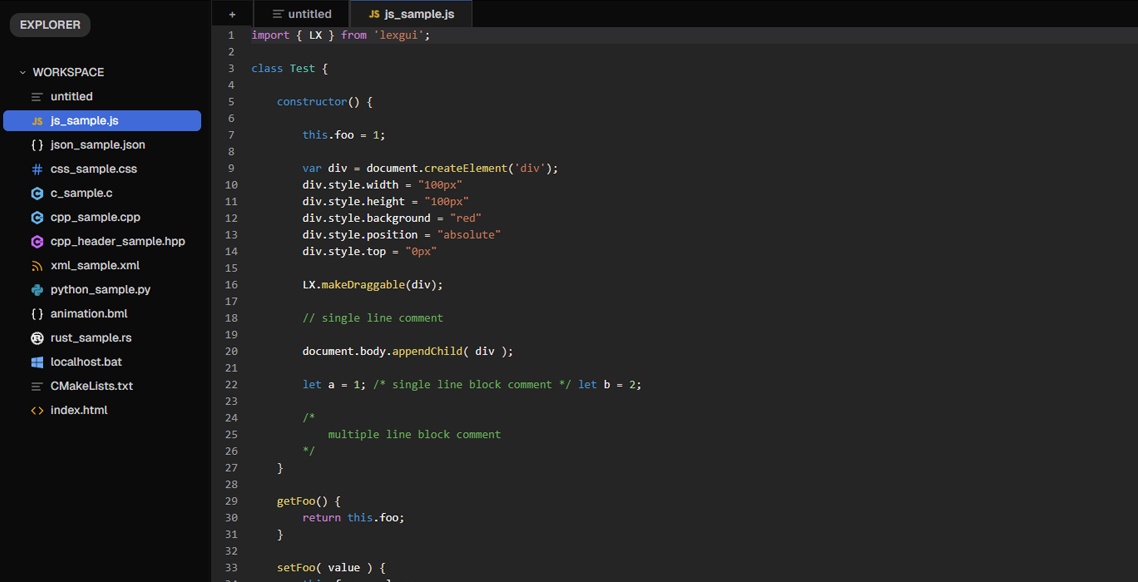 EXPLORER
WORKSPACE
untitled
JS js_sample.js
{} json_sample.json
# css_sample.css
C c_sample.c
C cpp_sample.cpp
C cpp_header_sample.hpp
xml_sample.xml
python_sample.py
{} animation.bml
R rust_sample.rs
localhost.bat
CMakeLists.txt
<> index.html
+ untitled JS js_sample.js
1 import { LX } from 'lexgui';
2
3 class Test {
4
5     constructor() {
6
7         this.foo = 1;
8
9         var div = document.createElement('div');
10         div.style.width = "100px"
11         div.style.height = "100px"
12         div.style.background = "red"
13         div.style.position = "absolute"
14         div.style.top = "0px"
15
16         LX.makeDraggable(div);
17
18         // single line comment
19
20         document.body.appendChild( div );
21
22         let a = 1; /* single line block comment */ let b = 2;
23
24         /*
25             multiple line block comment
26         */
27     }
28
29     getFoo() {
30         return this.foo;
31     }
32
33     setFoo( value ) {